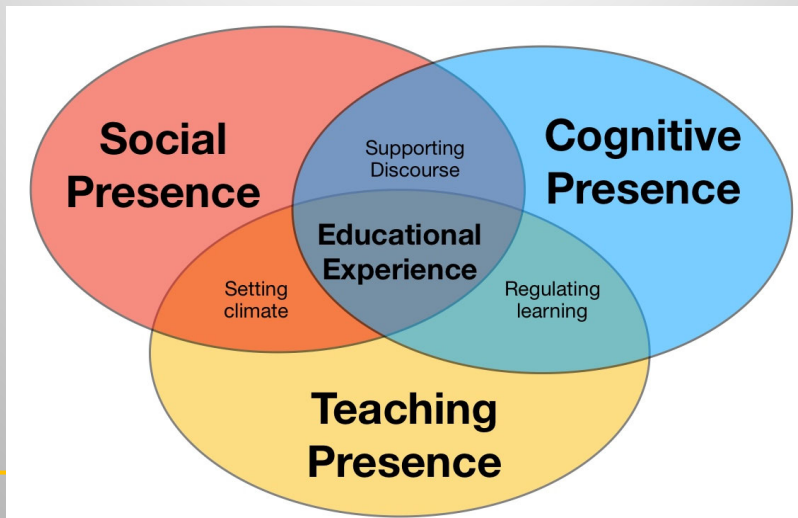 Social
Presence
Cognitive
Presence
Supporting
Discourse
Educational
Experience
Setting
climate
Regulating
learning
Teaching
Presence